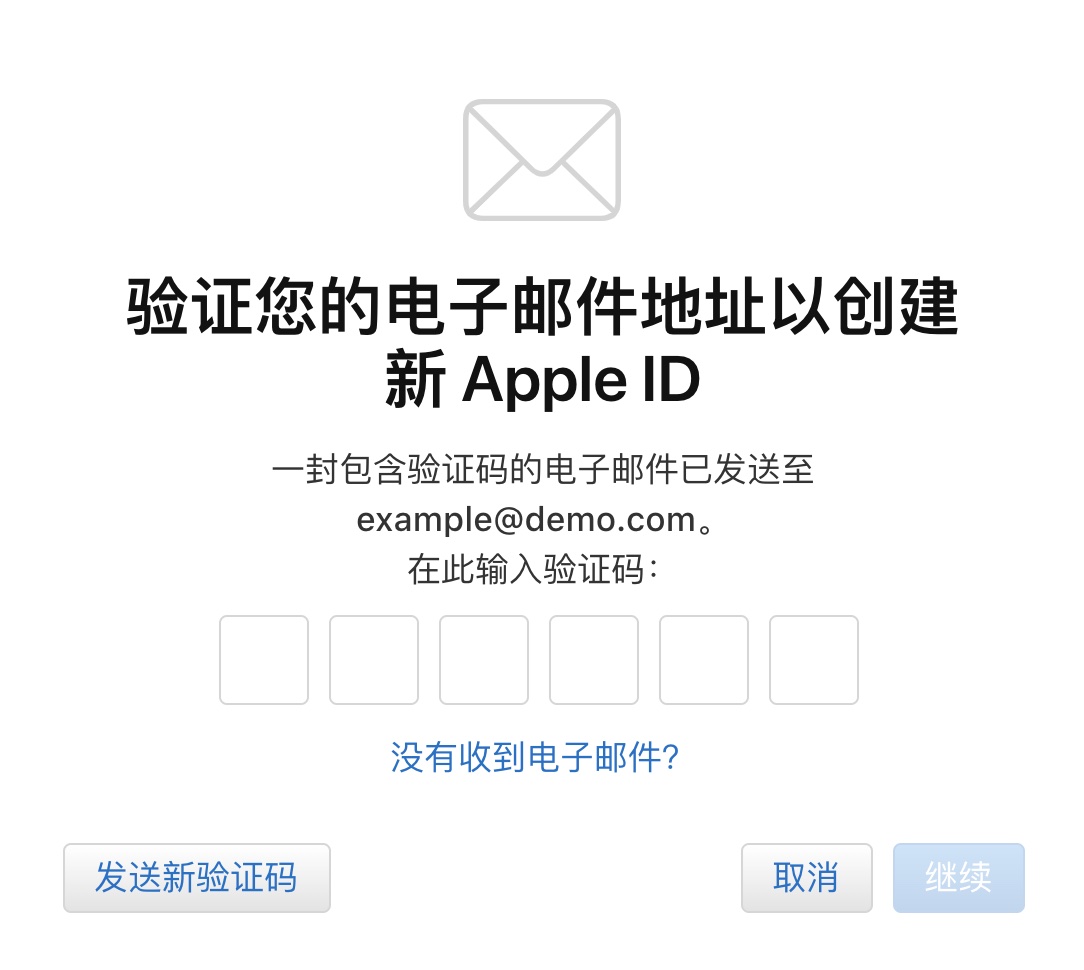 验证您的电子邮件地址以创建
新 Apple ID
一封包含验证码的电子邮件已发送至
example@demo.com。
在此输入验证码：
没有收到电子邮件?
发送新验证码
取消
继续